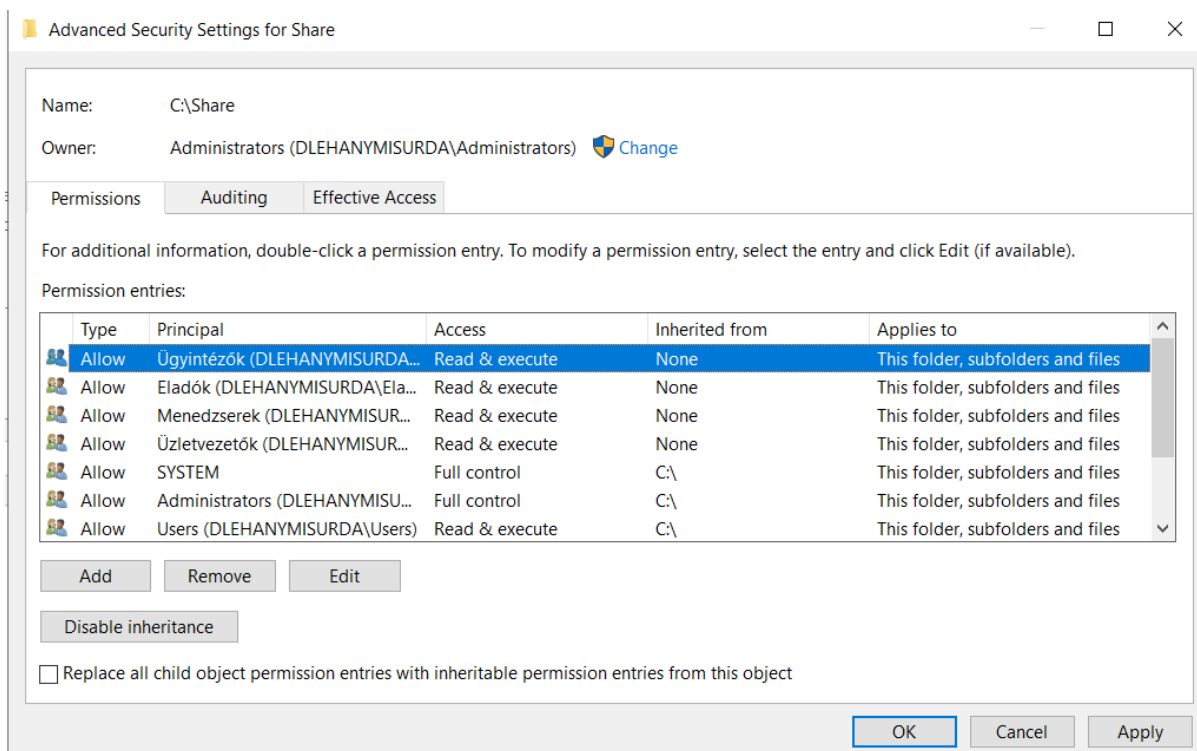 Advanced Security Settings for Share
Name: C:\Share
Owner: Administrators (DLEHANYMISURDA\Administrators) Change
Permissions Auditing Effective Access
For additional information, double-click a permission entry. To modify a permission entry, select the entry and click Edit (if available).
Permission entries:
Type Principal Access Inherited from Applies to
Allow Ügyintézők (DLEHANYMISURDA... Read & execute None This folder, subfolders and files
Allow Eladók (DLEHANYMISURDA\Ela... Read & execute None This folder, subfolders and files
Allow Menedzserek (DLEHANYMISUR... Read & execute None This folder, subfolders and files
Allow Üzletvezetők (DLEHANYMISUR... Read & execute None This folder, subfolders and files
Allow SYSTEM Full control C:\ This folder, subfolders and files
Allow Administrators (DLEHANYMISU... Full control C:\ This folder, subfolders and files
Allow Users (DLEHANYMISURDA\Users) Read & execute C:\ This folder, subfolders and files
Add Remove Edit
Disable inheritance
Replace all child object permission entries with inheritable permission entries from this object
OK Cancel Apply